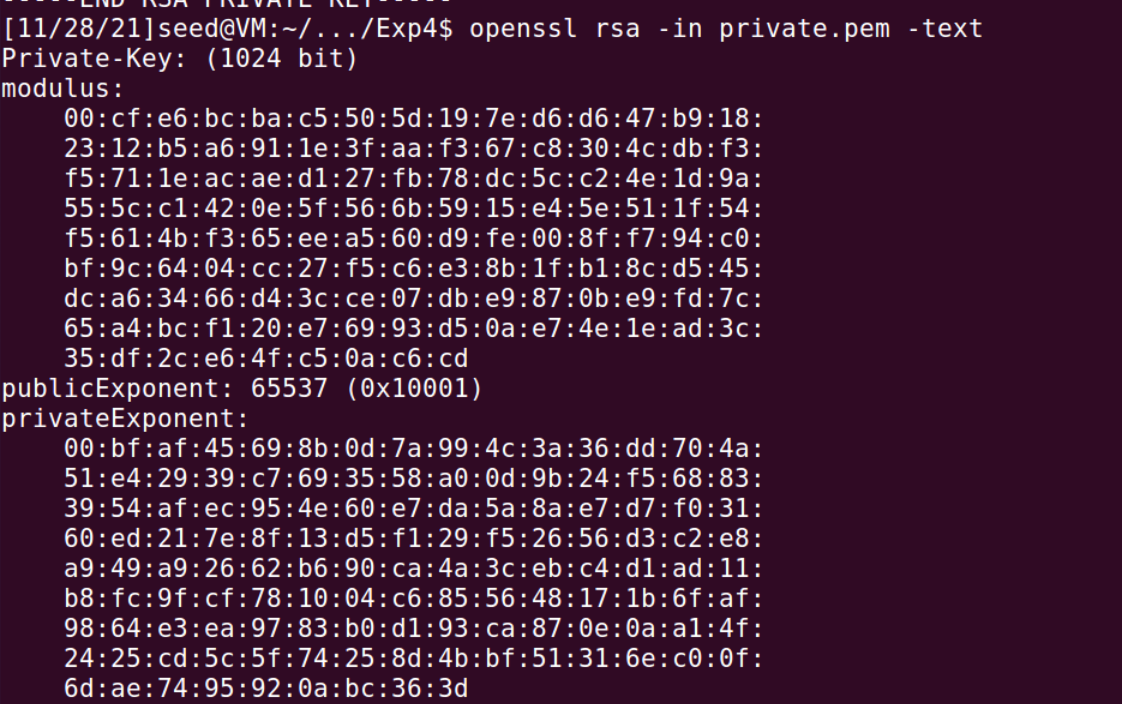 -----END RSA PRIVATE KEY-----
[11/28/21]seed@VM:~/.../Exp4$ openssl rsa -in private.pem -text
Private-Key: (1024 bit)
modulus:
    00:cf:e6:bc:ba:c5:50:5d:19:7e:d6:d6:47:b9:18:
    23:12:b5:a6:91:1e:3f:aa:f3:67:c8:30:4c:db:f3:
    f5:71:1e:ac:ae:d1:27:fb:78:dc:5c:c2:4e:1d:9a:
    55:5c:c1:42:0e:5f:56:6b:59:15:e4:5e:51:1f:54:
    f5:61:4b:f3:65:ee:a5:60:d9:fe:00:8f:f7:94:c0:
    bf:9c:64:04:cc:27:f5:c6:e3:8b:1f:b1:8c:d5:45:
    dc:a6:34:66:d4:3c:ce:07:db:e9:87:0b:e9:fd:7c:
    65:a4:bc:f1:20:e7:69:93:d5:0a:e7:4e:1e:ad:3c:
    35:df:2c:e6:4f:c5:0a:c6:cd
publicExponent: 65537 (0x10001)
privateExponent:
    00:bf:af:45:69:8b:0d:7a:99:4c:3a:36:dd:70:4a:
    51:e4:29:39:c7:69:35:58:a0:0d:9b:24:f5:68:83:
    39:54:af:ec:95:4e:60:e7:da:5a:8a:e7:d7:f0:31:
    60:ed:21:7e:8f:13:d5:f1:29:f5:26:56:d3:c2:e8:
    a9:49:a9:26:62:b6:90:ca:4a:3c:eb:c4:d1:ad:11:
    b8:fc:9f:cf:78:10:04:c6:85:56:48:17:1b:6f:af:
    98:64:e3:ea:97:83:b0:d1:93:ca:87:0e:0a:a1:4f:
    24:25:cd:5c:5f:74:25:8d:4b:bf:51:31:6e:c0:0f:
    6d:ae:74:95:92:0a:bc:36:3d